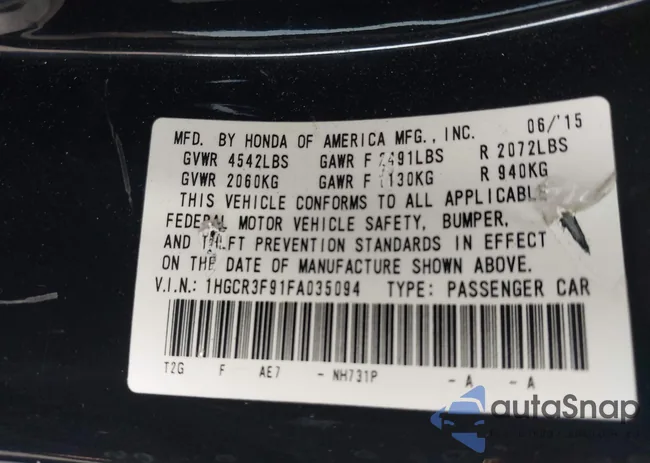 MFD. BY HONDA OF AMERICA MFG., INC. 06/'15
GVWR 4542LBS GAWR F 2491LBS R 2072LBS
GVWR 2060KG GAWR F 1130KG R 940KG
THIS VEHICLE CONFORMS TO ALL APPLICABLE
FEDERAL MOTOR VEHICLE SAFETY, BUMPER,
AND THEFT PREVENTION STANDARDS IN EFFECT
ON THE DATE OF MANUFACTURE SHOWN ABOVE.
V.I.N.: 1HGCR3F91FA035094 TYPE: PASSENGER CAR
T2G F AE7 - NH731P - A - A
autaSnap